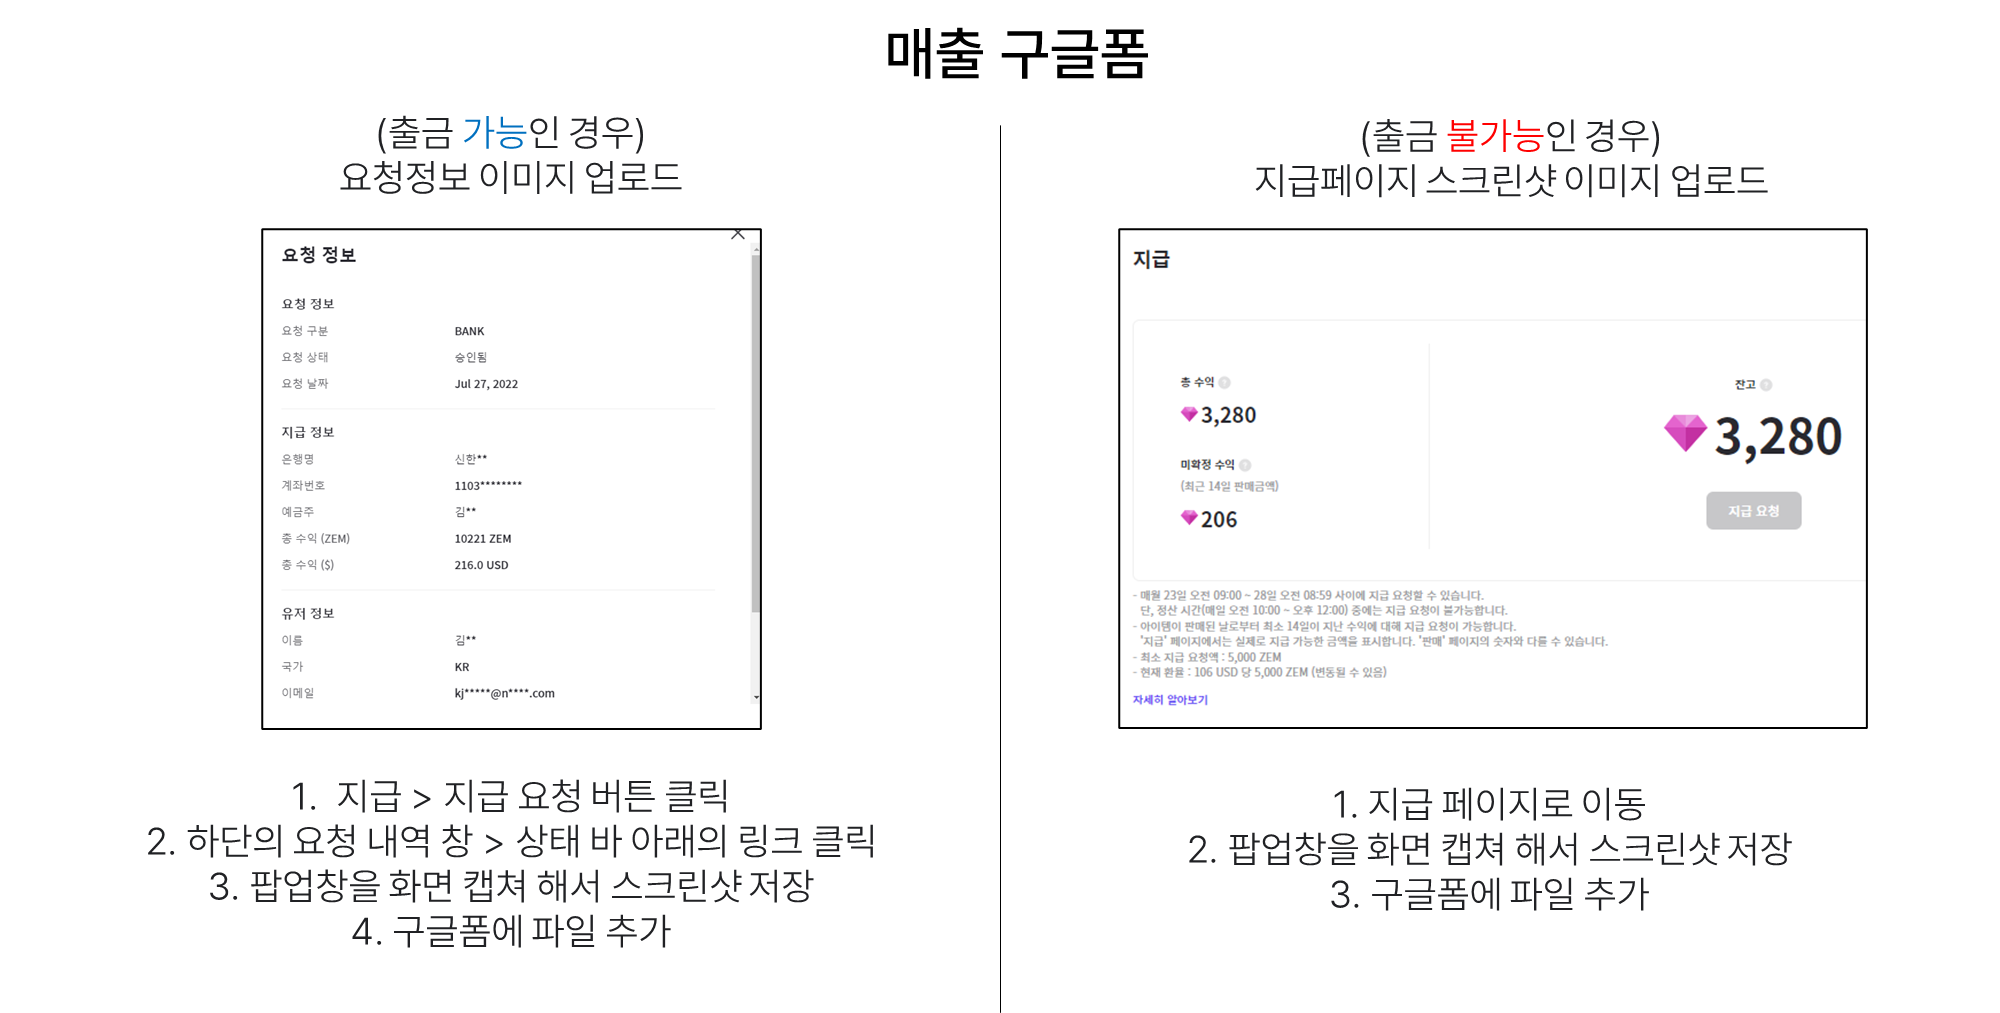 매출 구글폼
(출금 가능인 경우)
요청정보 이미지 업로드
요청 정보
요청 정보
요청 구분 BANK
요청 상태 승인됨
요청 날짜 Jul 27, 2022
지급 정보
은행명 신한**
계좌번호 1103********
예금주 김**
총 수익 (ZEM) 10221 ZEM
총 수익 ($) 216.0 USD
유저 정보
이름 김**
국가 KR
이메일 kj*****@n****.com
1. 지급 > 지급 요청 버튼 클릭
2. 하단의 요청 내역 창 > 상태 바 아래의 링크 클릭
3. 팝업창을 화면 캡쳐 해서 스크린샷 저장
4. 구글폼에 파일 추가
(출금 불가능인 경우)
지급페이지 스크린샷 이미지 업로드
지급
총 수익 ?
3,280
미확정 수익 ?
(최근 14일 판매금액)
206
잔고 ?
3,280
지급 요청
- 매월 23일 오전 09:00 ~ 28일 오전 08:59 사이에 지급 요청할 수 있습니다.
단, 정산 시간(매일 오전 10:00 ~ 오후 12:00) 중에는 지급 요청이 불가능합니다.
- 아이템이 판매된 날로부터 최소 14일이 지난 수익에 대해 지급 요청이 가능합니다.
'지급' 페이지에서는 실제로 지급 가능한 금액을 표시합니다. '판매' 페이지의 숫자와 다를 수 있습니다.
- 최소 지급 요청액 : 5,000 ZEM
- 현재 환율 : 106 USD 당 5,000 ZEM (변동될 수 있음)
자세히 알아보기
1. 지급 페이지로 이동
2. 팝업창을 화면 캡쳐 해서 스크린샷 저장
3. 구글폼에 파일 추가